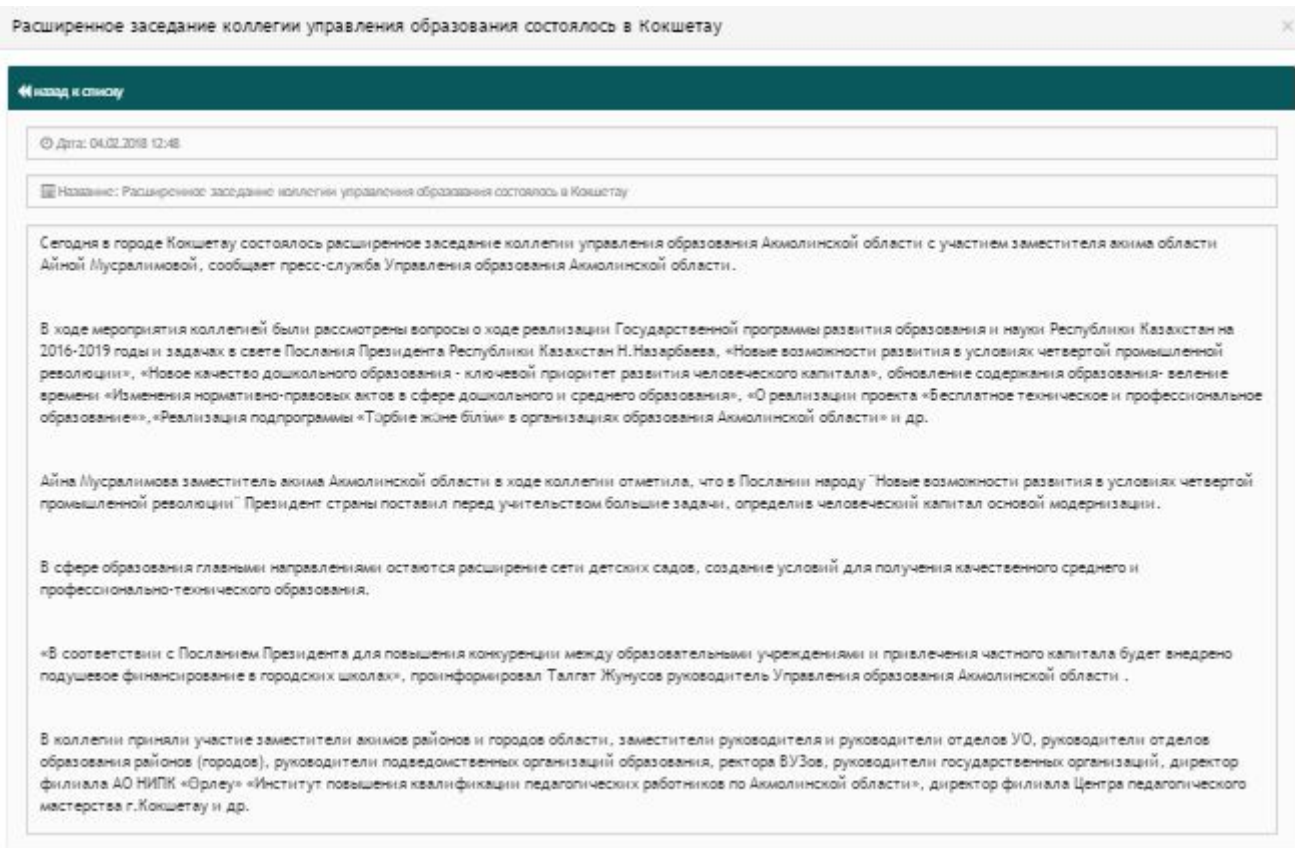 Расширенное заседание коллегии управления образования состоялось в Кокшетау
назад к списку
Дата: 04.02.2018 12:48
Название: Расширенное заседание коллегии управления образования состоялось в Кокшетау
Сегодня в городе Кокшетау состоялось расширенное заседание коллегии управления образования Акмолинской области с участием заместителя акима области
Айной Мусралимовой, сообщает пресс-служба Управления образования Акмолинской области.
В ходе мероприятия коллегией были рассмотрены вопросы о ходе реализации Государственной программы развития образования и науки Республики Казахстан на
2016-2019 годы и задачах в свете Послания Президента Республики Казахстан Н.Назарбаева, «Новые возможности развития в условиях четвертой промышленной
революции», «Новое качество дошкольного образования - ключевой приоритет развития человеческого капитала», обновление содержания образования- веление
времени «Изменения нормативно-правовых актов в сфере дошкольного и среднего образования», «О реализации проекта «Бесплатное техническое и профессиональное
образование»»,«Реализация подпрограммы «Тәрбие және білім» в организациях образования Акмолинской области» и др.
Айна Мусралимова заместитель акима Акмолинской области в ходе коллегии отметила, что в Послании народу ¨Новые возможности развития в условиях четвертой
промышленной революции¨ Президент страны поставил перед учительством большие задачи, определив человеческий капитал основой модернизации.
В сфере образования главными направлениями остаются расширение сети детских садов, создание условий для получения качественного среднего и
профессионально-технического образования.
«В соответствии с Посланием Президента для повышения конкуренции между образовательными учреждениями и привлечения частного капитала будет внедрено
подушевое финансирование в городских школах», проинформировал Талгат Жунусов руководитель Управления образования Акмолинской области .
В коллегии приняли участие заместители акимов районов и городов области, заместители руководителя и руководители отделов УО, руководители отделов
образования районов (городов), руководители подведомственных организаций образования, ректора ВУЗов, руководители государственных организаций, директор
филиала АО НИПК «Өрлеу» «Институт повышения квалификации педагогических работников по Акмолинской области», директор филиала Центра педагогического
мастерства г.Кокшетау и др.